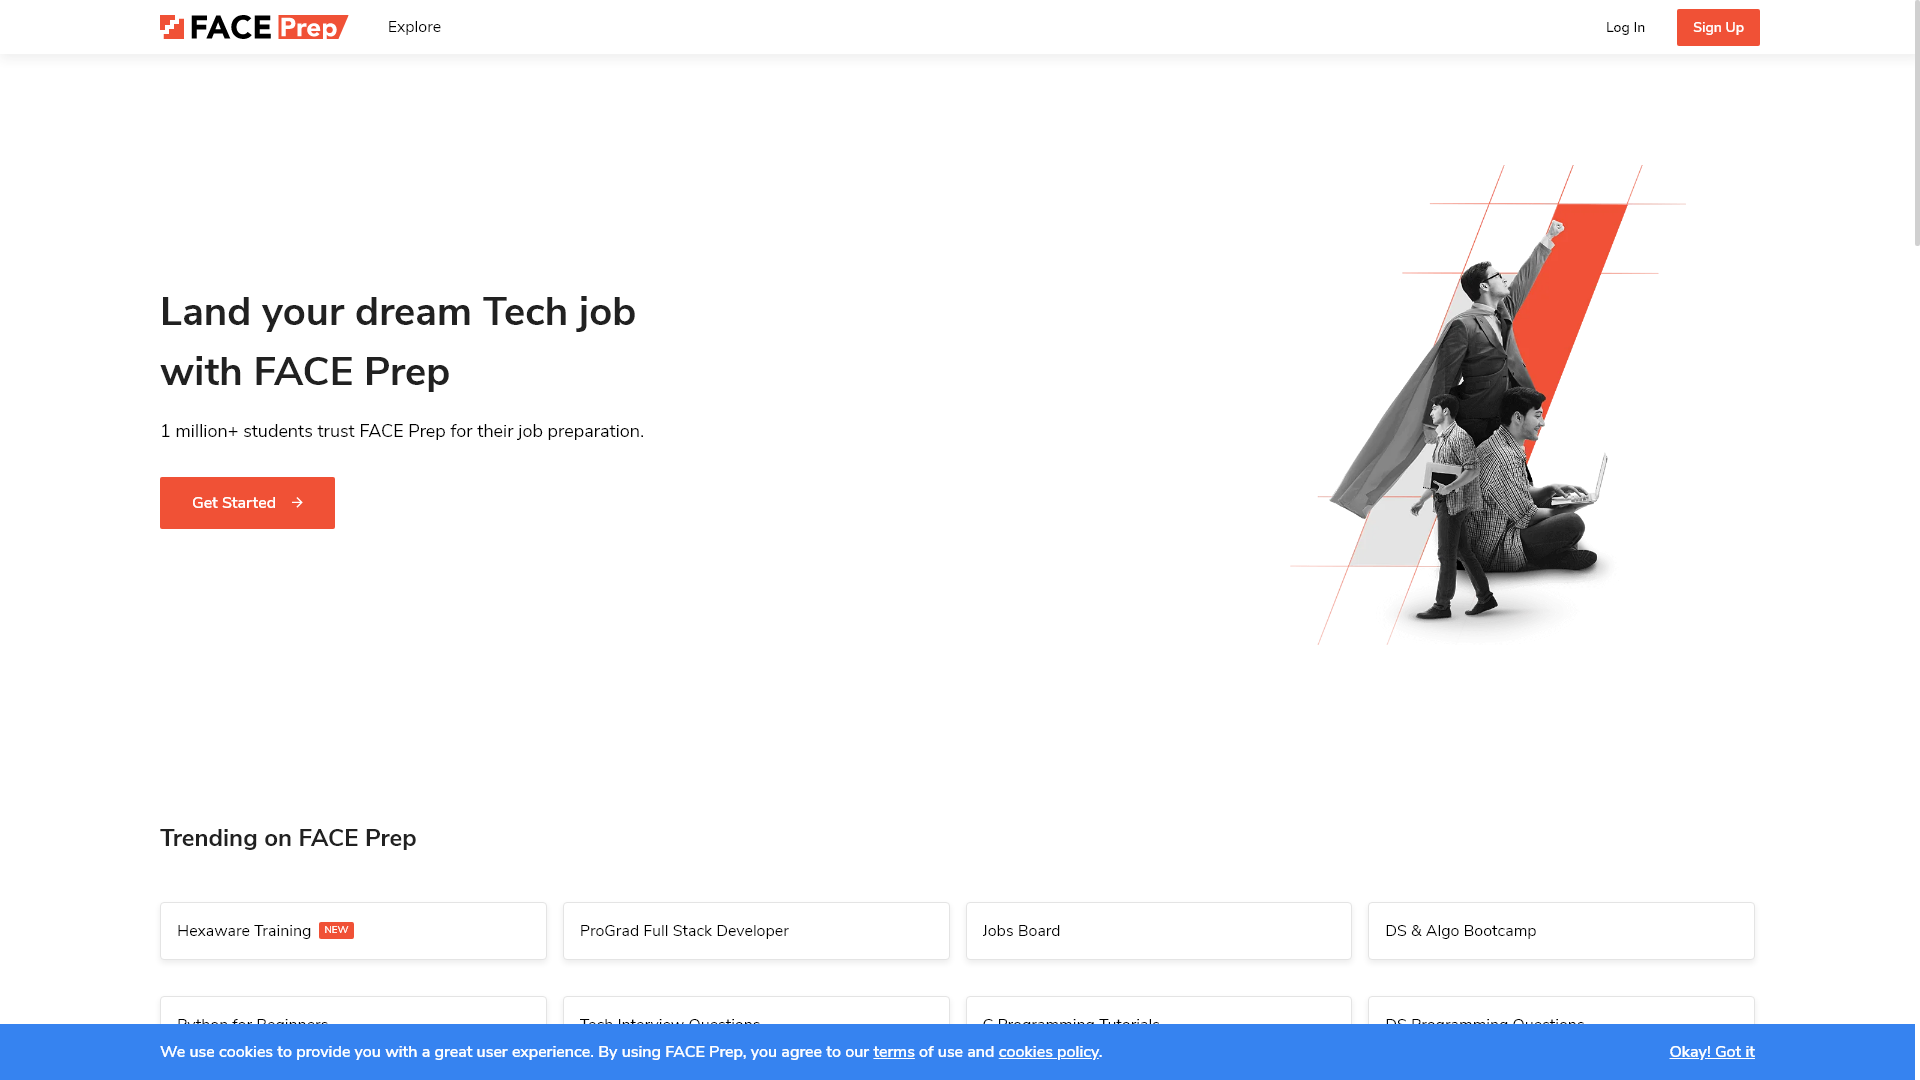 FACE Prep
Explore
Log In
Sign Up
Land your dream Tech job
with FACE Prep
1 million+ students trust FACE Prep for their job preparation.
Get Started
Trending on FACE Prep
Hexaware Training NEW
ProGrad Full Stack Developer
Jobs Board
DS & Algo Bootcamp
Python for Beginners
Tech Interview Questions
C Programming Tutorials
DS Programming Questions
We use cookies to provide you with a great user experience. By using FACE Prep, you agree to our terms of use and cookies policy.
Okay! Got it